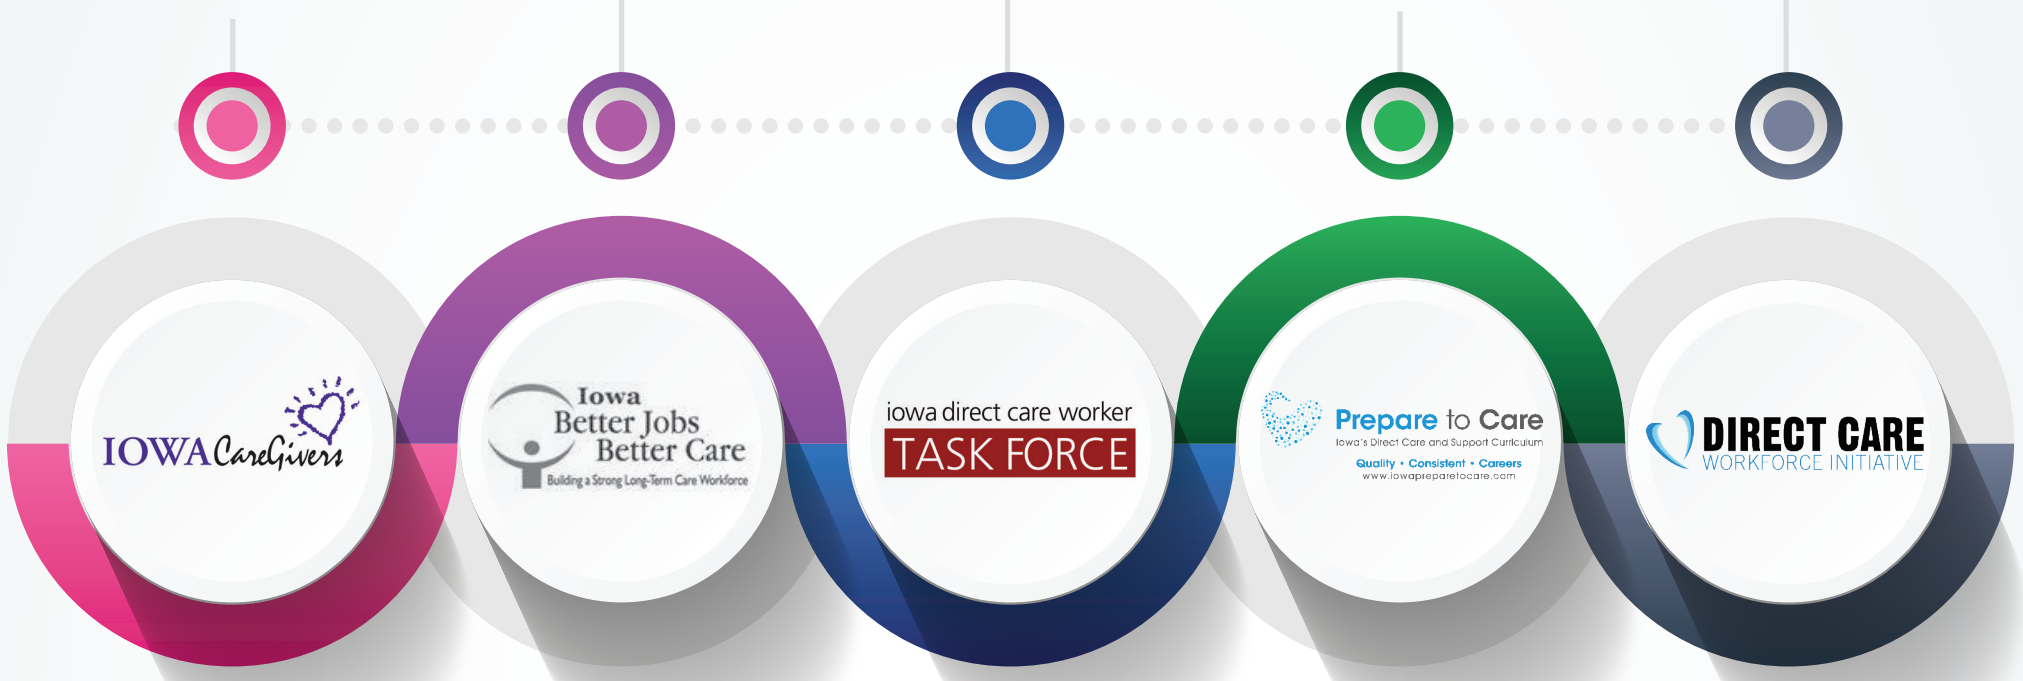 IOWA CareGivers
Iowa
Better Jobs
Better Care
Building a Strong Long-Term Care Workforce
iowa direct care worker
TASK FORCE
Prepare to Care
Iowa's Direct Care and Support Curriculum
Quality • Consistent • Careers
www.iowapreparetocare.com
DIRECT CARE
WORKFORCE INITIATIVE